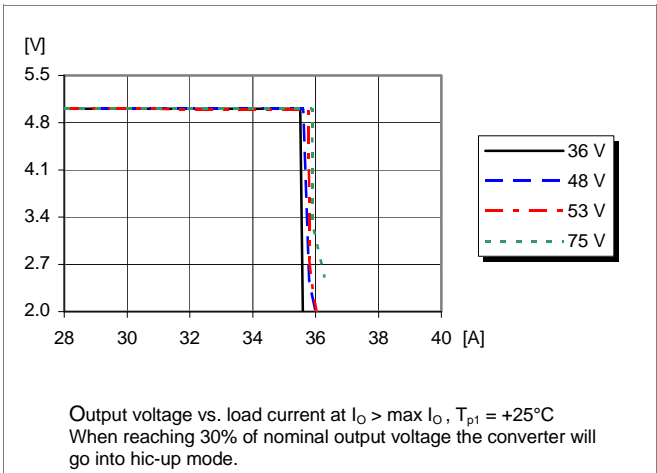 [V]
5.5
4.8
4.1
3.4
2.7
2.0
28 30 32 34 36 38 40 [A]
36 V
48 V
53 V
75 V
Output voltage vs. load current at IO > max IO , Tp1 = +25°C
When reaching 30% of nominal output voltage the converter will
go into hic-up mode.